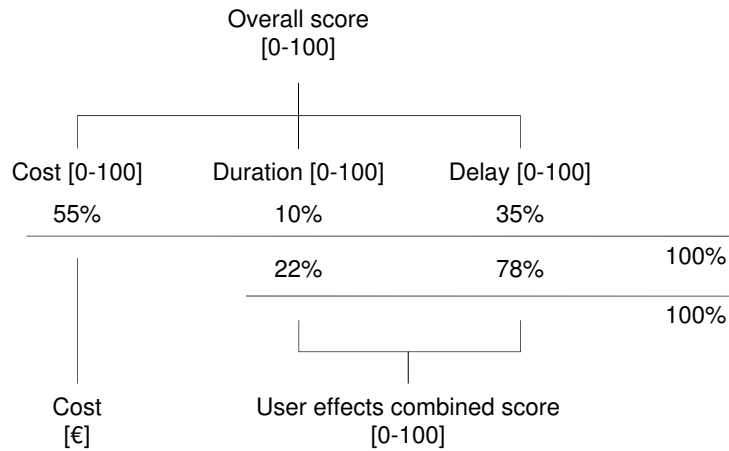 Overall score
[0-100]
Cost [0-100] Duration [0-100] Delay [0-100]
55% 10% 35%
100%
22% 78%
100%
Cost User effects combined score
[€] [0-100]